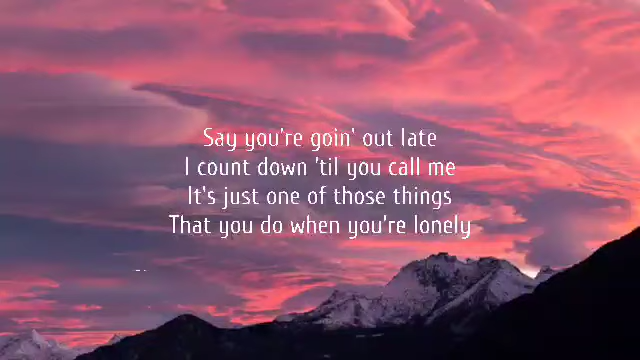 Say you're goin' out late
I count down 'til you call me
It's just one of those things
That you do when you're lonely